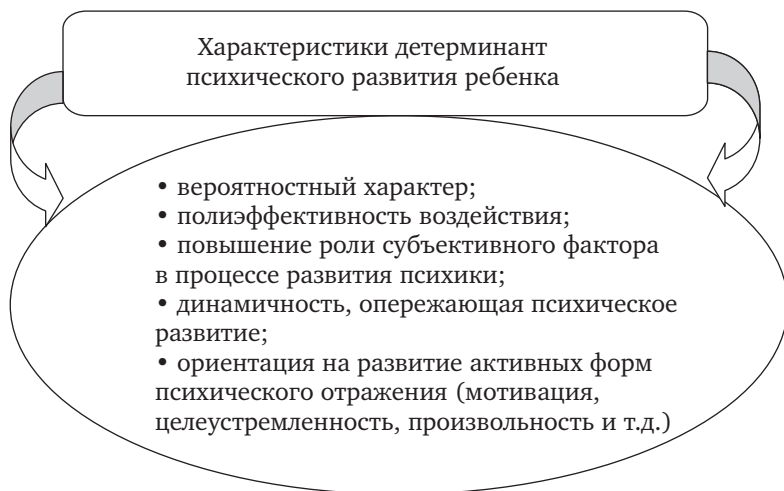 Характеристики детерминант
психического развития ребенка
• вероятностный характер;
• полиэффективность воздействия;
• повышение роли субъективного фактора
в процессе развития психики;
• динамичность, опережающая психическое
развитие;
• ориентация на развитие активных форм
психического отражения (мотивация,
целеустремленность, произвольность и т.д.)